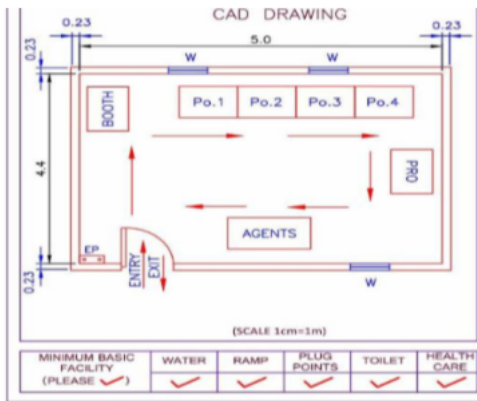 CAD DRAWING
0.23
5.0
0.23
W
W
0.23
BOOTH
Po.1
Po.2
Po.3
Po.4
4.4
PRO
AGENTS
EP
ENTRY
EXIT
0.23
W
(SCALE 1cm=1m)
MINIMUM BASIC
FACILITY
(PLEASE ✓)
WATER
RAMP
PLUG
POINTS
TOILET
HEALTH
CARE
✓ ✓ ✓ ✓ ✓